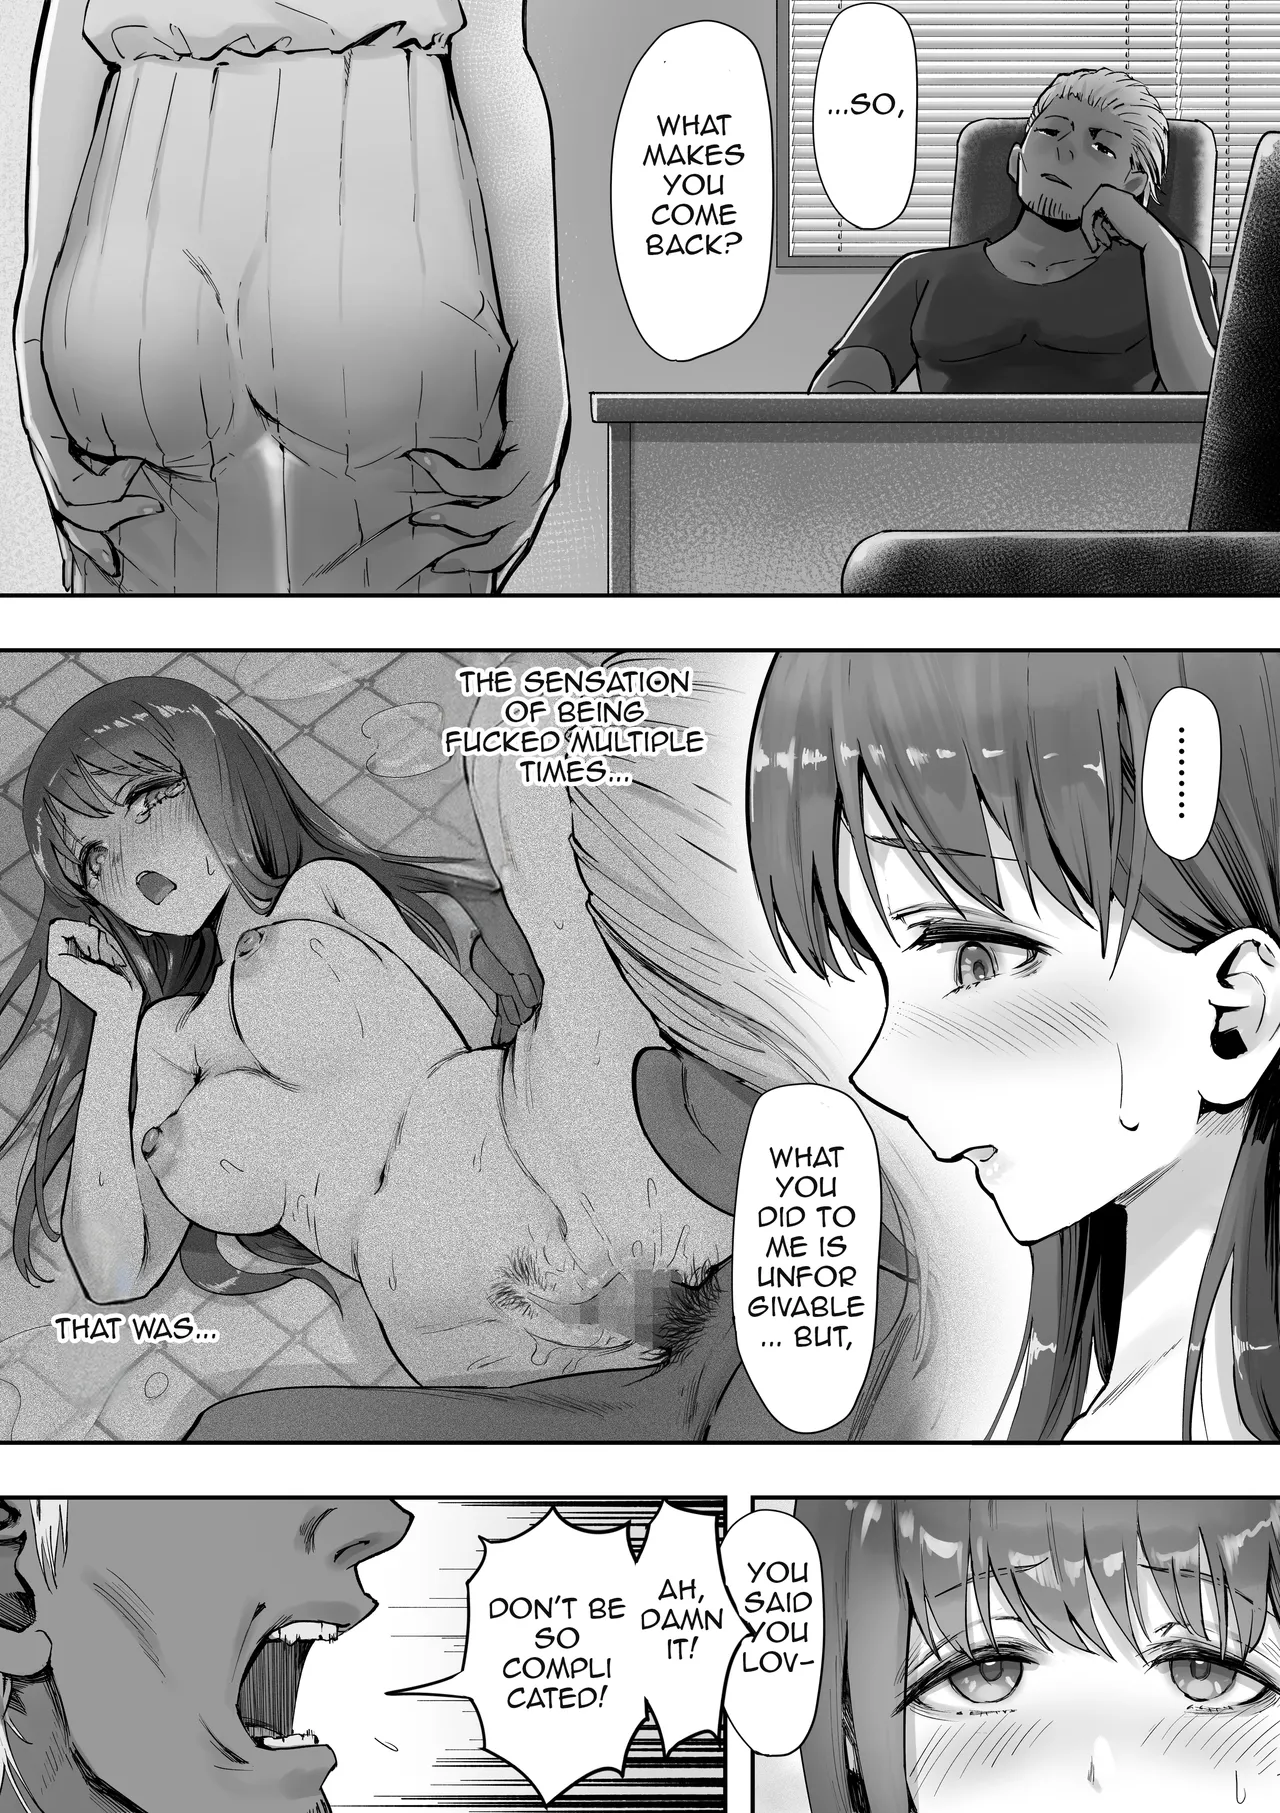 ...SO,
WHAT
MAKES
YOU
COME
BACK?
.........
THE SENSATION
OF BEING
FUCKED MULTIPLE
TIMES...
WHAT
YOU
DID TO
ME IS
UNFOR
GIVABLE
... BUT,
THAT WAS...
YOU
SAID
YOU
LOV-
AH,
DAMN
IT!
DON'T BE
SO
COMPLI
CATED!